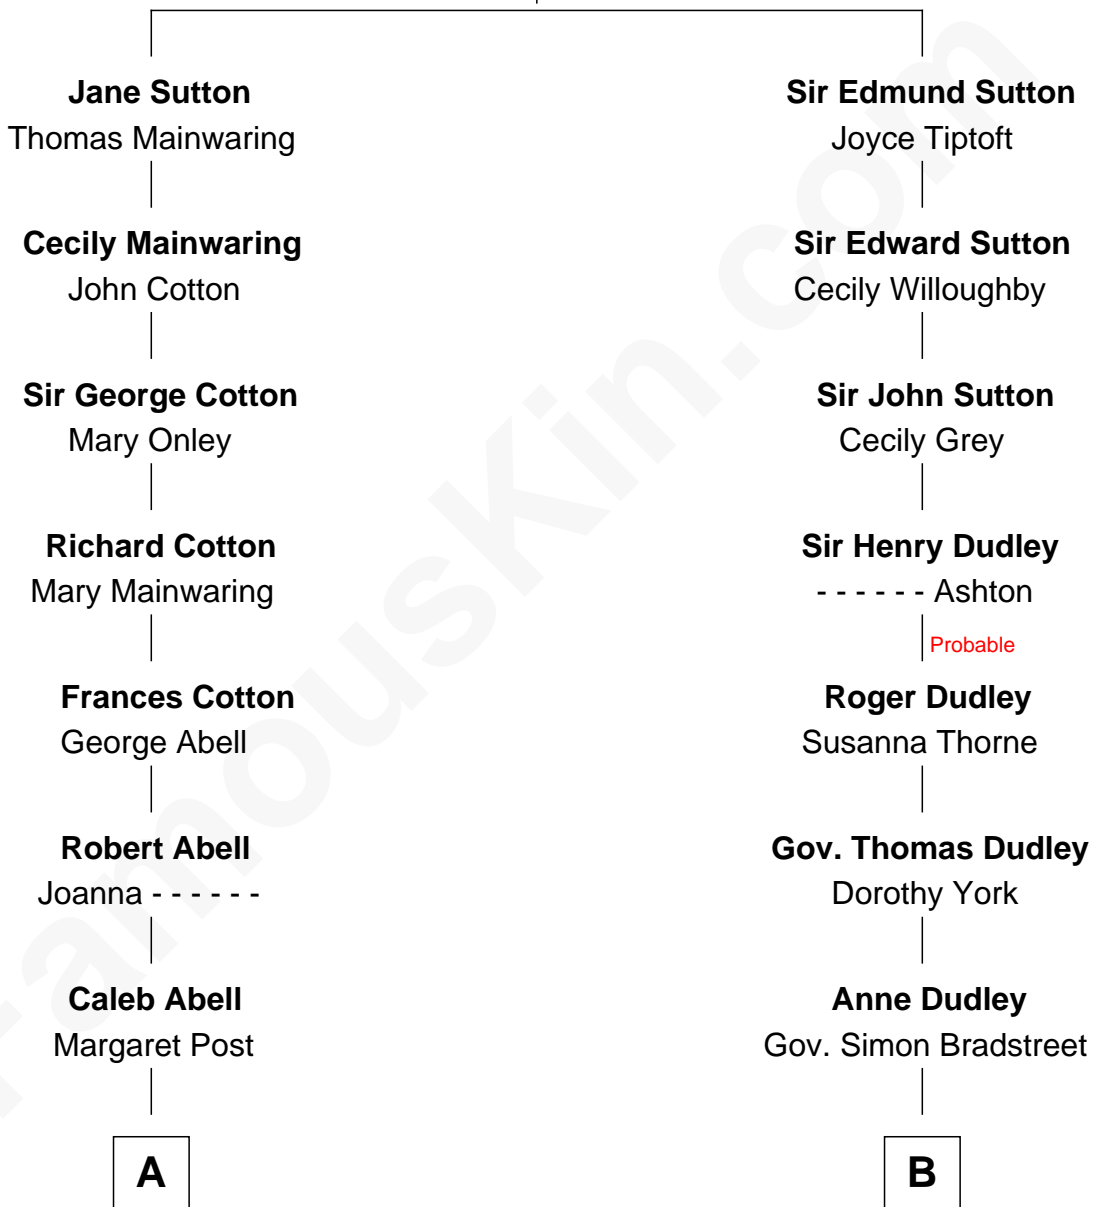 Jane Sutton
Thomas Mainwaring
Cecily Mainwaring
John Cotton
Sir George Cotton
Mary Onley
Richard Cotton
Mary Mainwaring
Frances Cotton
George Abell
Robert Abell
Joanna - - - - - -
Caleb Abell
Margaret Post
A
Sir Edmund Sutton
Joyce Tiptoft
Sir Edward Sutton
Cecily Willoughby
Sir John Sutton
Cecily Grey
Sir Henry Dudley
- - - - - - Ashton
Probable
Roger Dudley
Susanna Thorne
Gov. Thomas Dudley
Dorothy York
Anne Dudley
Gov. Simon Bradstreet
B
FamousKin.com